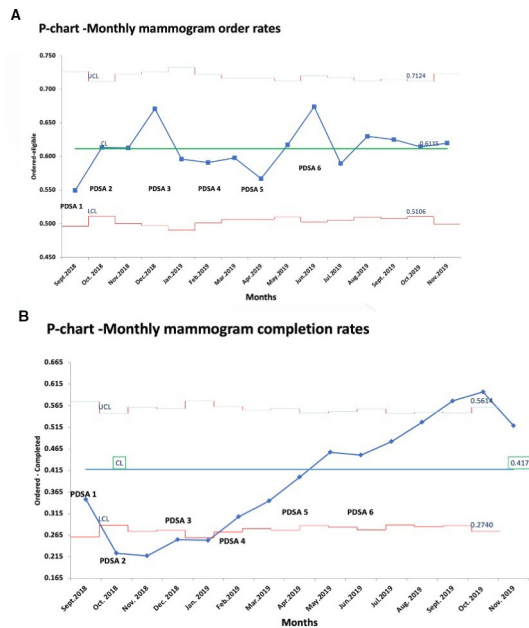 A
P-chart -Monthly mammogram order rates
0.750
0.700
0.650
0.600
0.550
0.500
0.450
Ordered-eligible
UCL
0.7124
CL
0.6115
LCL
0.5106
PDSA 1
PDSA 2
PDSA 3
PDSA 4
PDSA 5
PDSA 6
Sept.2018
Oct. 2018
Nov. 2018
Dec. 2018
Jan.2019
Feb.2019
Mar.2019
Apr.2019
May.2019
Jun.2019
Jul.2019
Aug.2019
Sept. 2019
Oct.2019
Nov.2019
Months
B
P-chart -Monthly mammogram completion rates
0.665
0.615
0.565
0.515
0.465
0.415
0.365
0.315
0.265
0.215
0.165
Ordered - Completed
UCL
0.5614
CL
0.417
LCL
0.2740
PDSA 1
PDSA 2
PDSA 3
PDSA 4
PDSA 5
PDSA 6
Sept.2018
Oct. 2018
Nov. 2018
Dec. 2018
Jan. 2019
Feb.2019
Mar.2019
Apr.2019
May.2019
Jun.2019
Jul.2019
Aug. 2019
Sept. 2019
Oct. 2019
Nov. 2019
Months